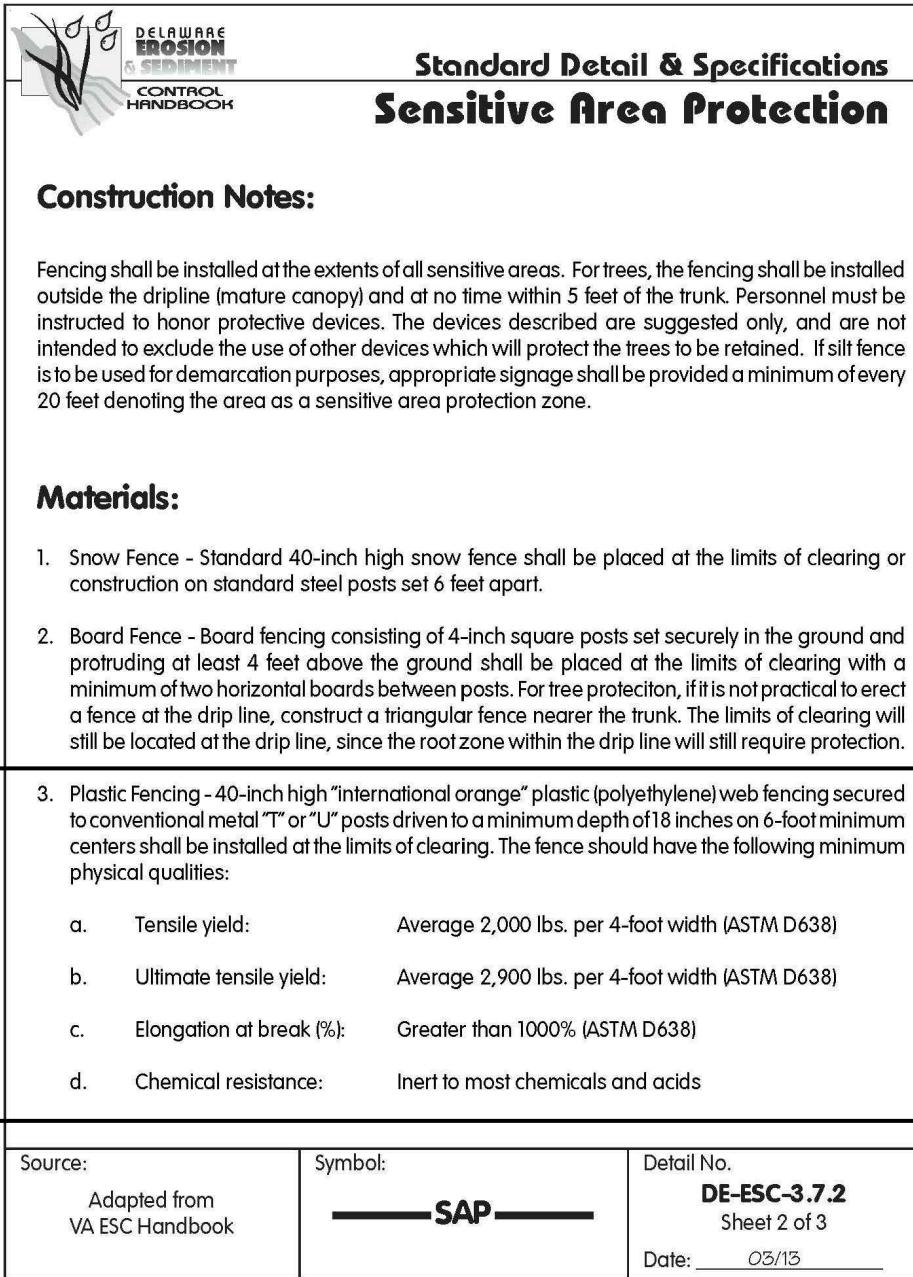 DELAWARE
EROSION
& SEDIMENT
CONTROL
HANDBOOK
Standard Detail & Specifications
Sensitive Area Protection
Construction Notes:
Fencing shall be installed at the extents of all sensitive areas. For trees, the fencing shall be installed
outside the dripline (mature canopy) and at no time within 5 feet of the trunk. Personnel must be
instructed to honor protective devices. The devices described are suggested only, and are not
intended to exclude the use of other devices which will protect the trees to be retained. If silt fence
is to be used for demarcation purposes, appropriate signage shall be provided a minimum of every
20 feet denoting the area as a sensitive area protection zone.
Materials:
1. Snow Fence - Standard 40-inch high snow fence shall be placed at the limits of clearing or
construction on standard steel posts set 6 feet apart.
2. Board Fence - Board fencing consisting of 4-inch square posts set securely in the ground and
protruding at least 4 feet above the ground shall be placed at the limits of clearing with a
minimum of two horizontal boards between posts. For tree proteciton, if it is not practical to erect
a fence at the drip line, construct a triangular fence nearer the trunk. The limits of clearing will
still be located at the drip line, since the root zone within the drip line will still require protection.
3. Plastic Fencing - 40-inch high "international orange" plastic (polyethylene) web fencing secured
to conventional metal "T" or "U" posts driven to a minimum depth of 18 inches on 6-foot minimum
centers shall be installed at the limits of clearing. The fence should have the following minimum
physical qualities:
a. Tensile yield: Average 2,000 lbs. per 4-foot width (ASTM D638)
b. Ultimate tensile yield: Average 2,900 lbs. per 4-foot width (ASTM D638)
c. Elongation at break (%): Greater than 1000% (ASTM D638)
d. Chemical resistance: Inert to most chemicals and acids
Source:
Adapted from
VA ESC Handbook
Symbol:
SAP
Detail No.
DE-ESC-3.7.2
Sheet 2 of 3
Date: 03/13